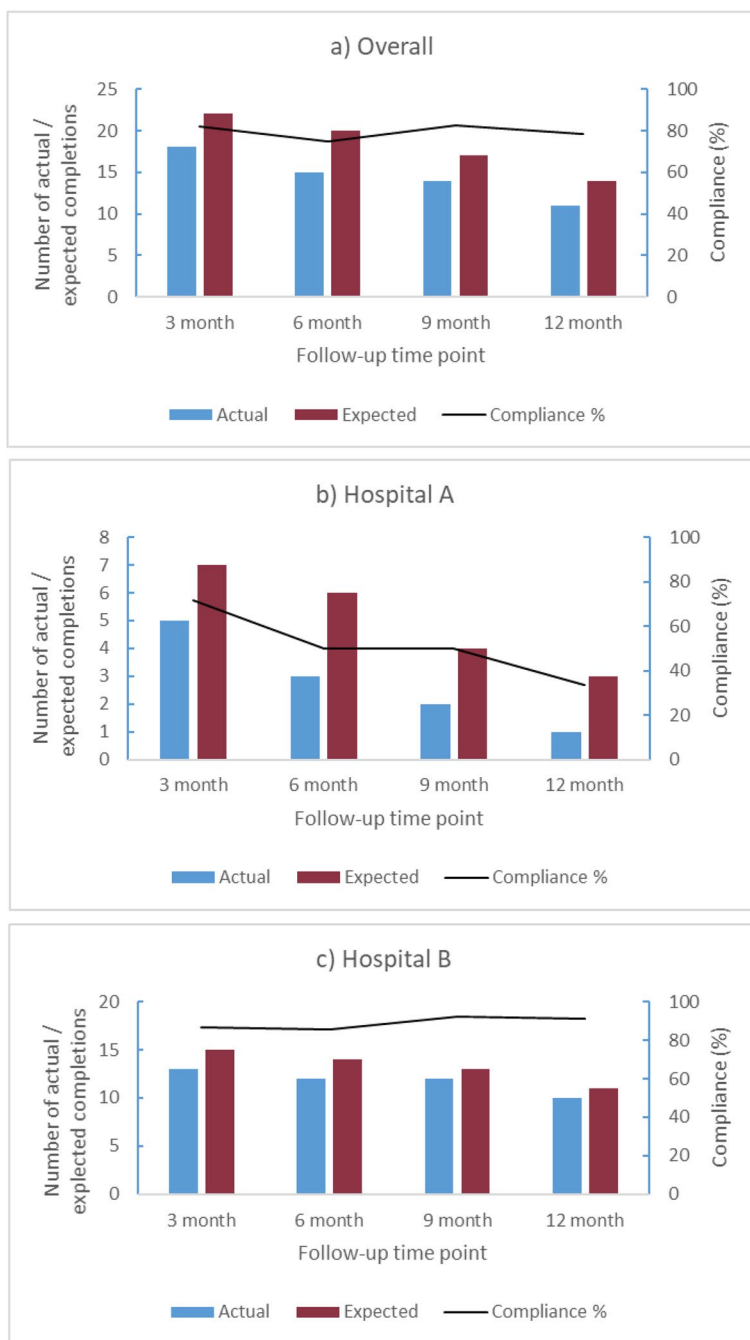 a) Overall
Number of actual /
expected completions
25
20
15
10
5
0
100
80
60
40
20
0
Compliance (%)
3 month 6 month 9 month 12 month
Follow-up time point
Actual Expected Compliance %
b) Hospital A
Number of actual /
expected completions
8
7
6
5
4
3
2
1
0
100
80
60
40
20
0
Compliance (%)
3 month 6 month 9 month 12 month
Follow-up time point
Actual Expected Compliance %
c) Hospital B
Number of actual /
explected completions
20
15
10
5
0
100
80
60
40
20
0
Compliance (%)
3 month 6 month 9 month 12 month
Follow-up time point
Actual Expected Compliance %